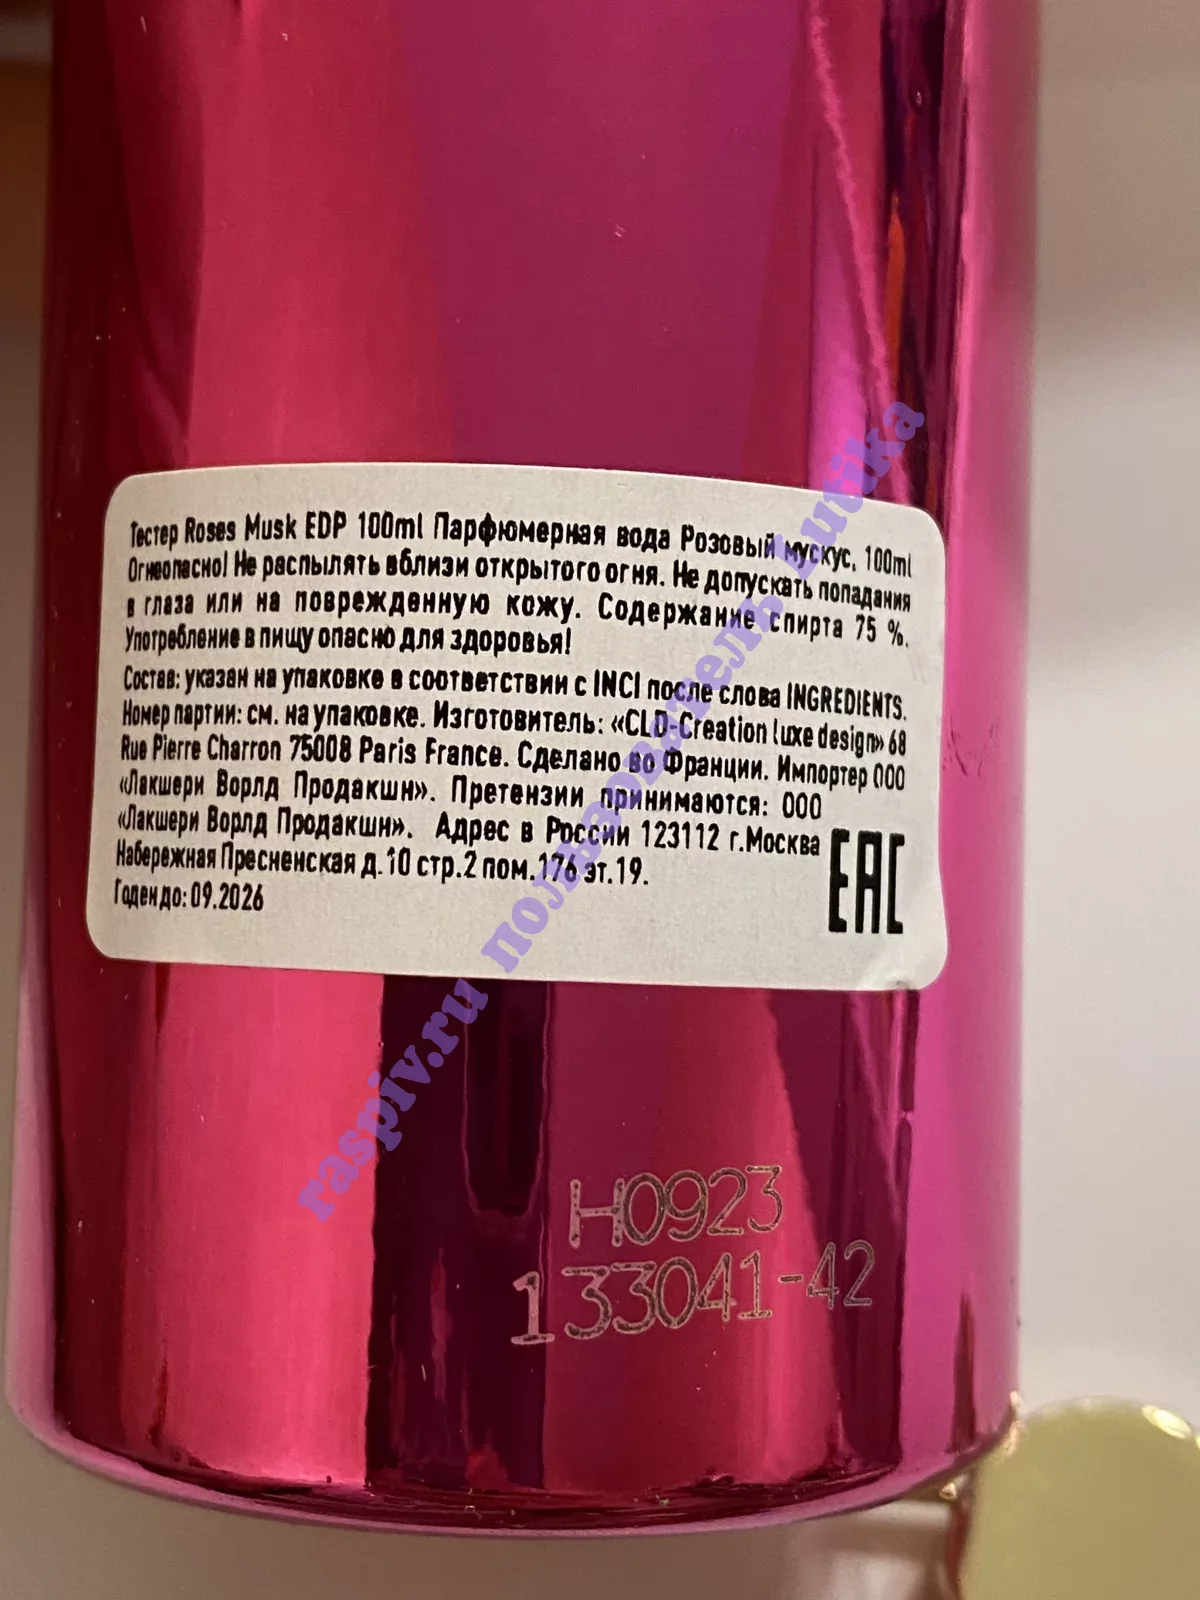 Тестер Roses Musk EDP 100ml Парфюмерная вода Розовый мускус, 100ml
Огнеопасно! Не распылять вблизи открытого огня. Не допускать попадания
в глаза или на поврежденную кожу. Содержание спирта 75 %.
Употребление в пищу опасно для здоровья!
Состав: указан на упаковке в соответствии с INCI после слова INGREDIENTS.
Номер партии: см. на упаковке. Изготовитель: «CLD-Creation Luxe design» 68
Rue Pierre Charron 75008 Paris France. Сделано во Франции. Импортер ООО
«Лакшери Ворлд Продакшн». Претензии принимаются: ООО
«Лакшери Ворлд Продакшн». Адрес в России 123112 г.Москва
Набережная Пресненская д.10 стр.2 пом.176 эт.19.
Годен до: 09.2026
EAC
H0923
133041-42
raspiv.ru пользователь Lutika